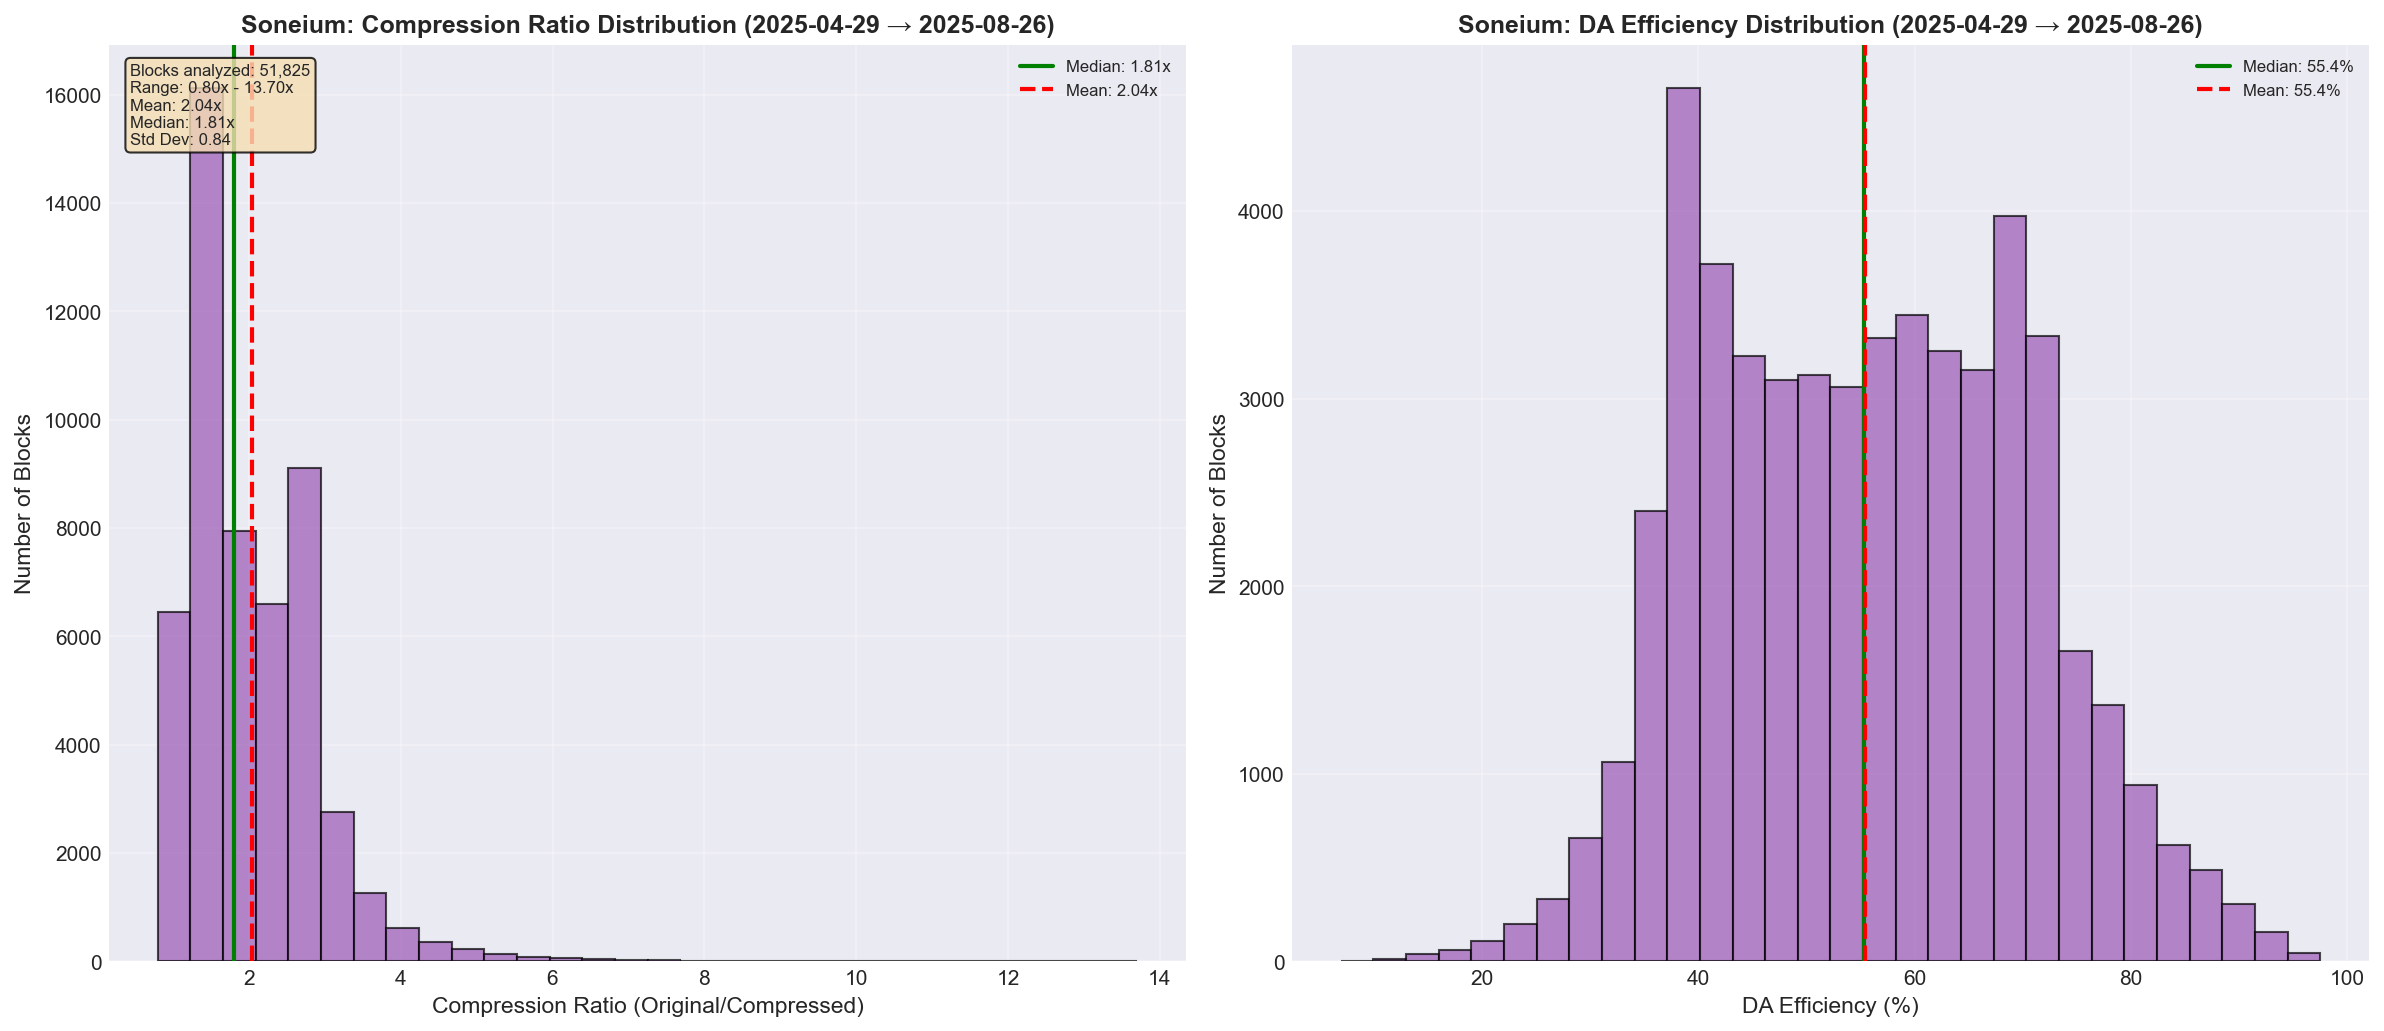 Soneium: Compression Ratio Distribution (2025-04-29 → 2025-08-26)
Blocks analyzed: 51,825
Range: 0.80x - 13.70x
Mean: 2.04x
Median: 1.81x
Std Dev: 0.84
Median: 1.81x
Mean: 2.04x
Number of Blocks
16000
14000
12000
10000
8000
6000
4000
2000
0
2 4 6 8 10 12 14
Compression Ratio (Original/Compressed)
Soneium: DA Efficiency Distribution (2025-04-29 → 2025-08-26)
Median: 55.4%
Mean: 55.4%
Number of Blocks
4000
3000
2000
1000
0
20 40 60 80 100
DA Efficiency (%)